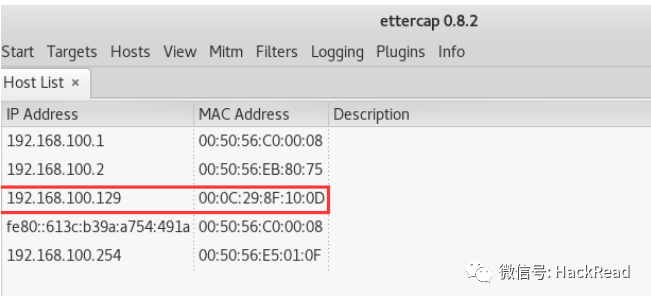 ettercap 0.8.2
Start Targets Hosts View Mitm Filters Logging Plugins Info
Host List ×
IP Address MAC Address Description
192.168.100.1 00:50:56:C0:00:08
192.168.100.2 00:50:56:EB:80:75
192.168.100.129 00:0C:29:8F:10:0D
fe80::613c:b39a:a754:491a 00:50:56:C0:00:08
192.168.100.254 00:50:56:E5:01:0F
微信号: HackRead